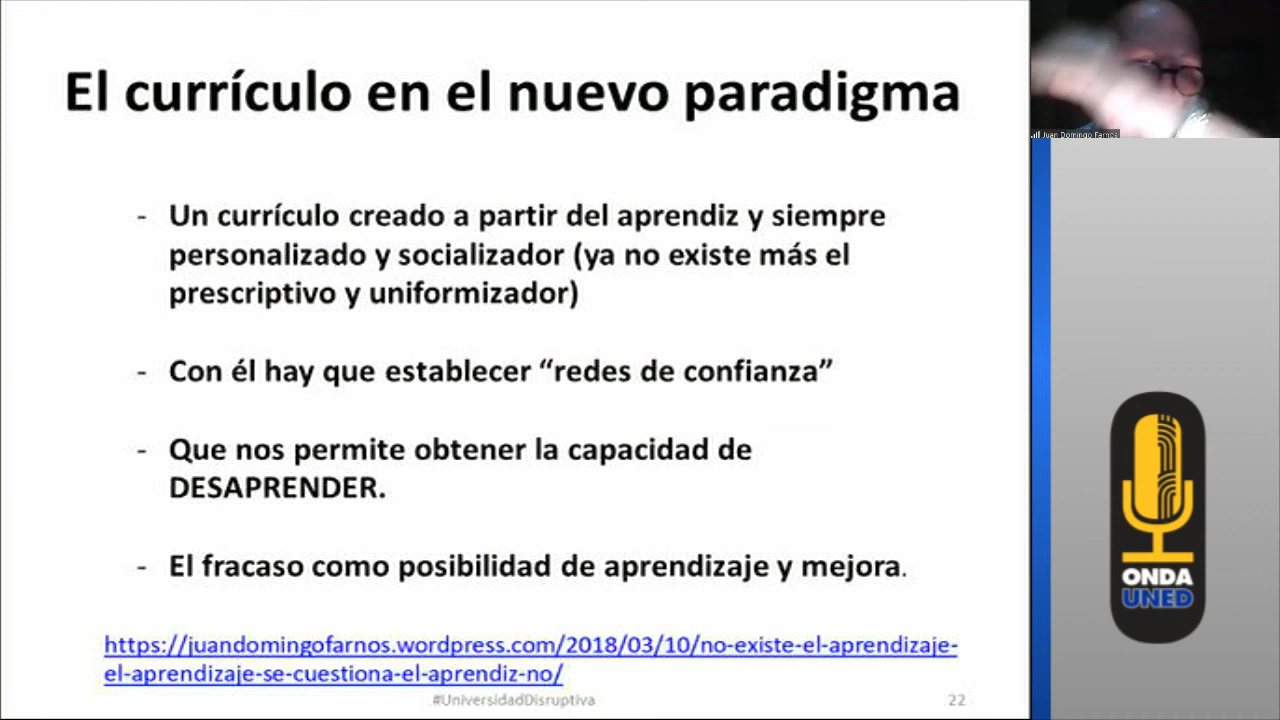 El currículo en el nuevo paradigma
- Un currículo creado a partir del aprendiz y siempre
personalizado y socializador (ya no existe más el
prescriptivo y uniformizador)
- Con él hay que establecer “redes de confianza”
- Que nos permite obtener la capacidad de
DESAPRENDER.
- El fracaso como posibilidad de aprendizaje y mejora.
https://juandomingofarnos.wordpress.com/2018/03/10/no-existe-el-aprendizaje-
el-aprendizaje-se-cuestiona-el-aprendiz-no/
#UniversidadDisruptiva
22
Juan Domingo Farnos
ONDA
UNED